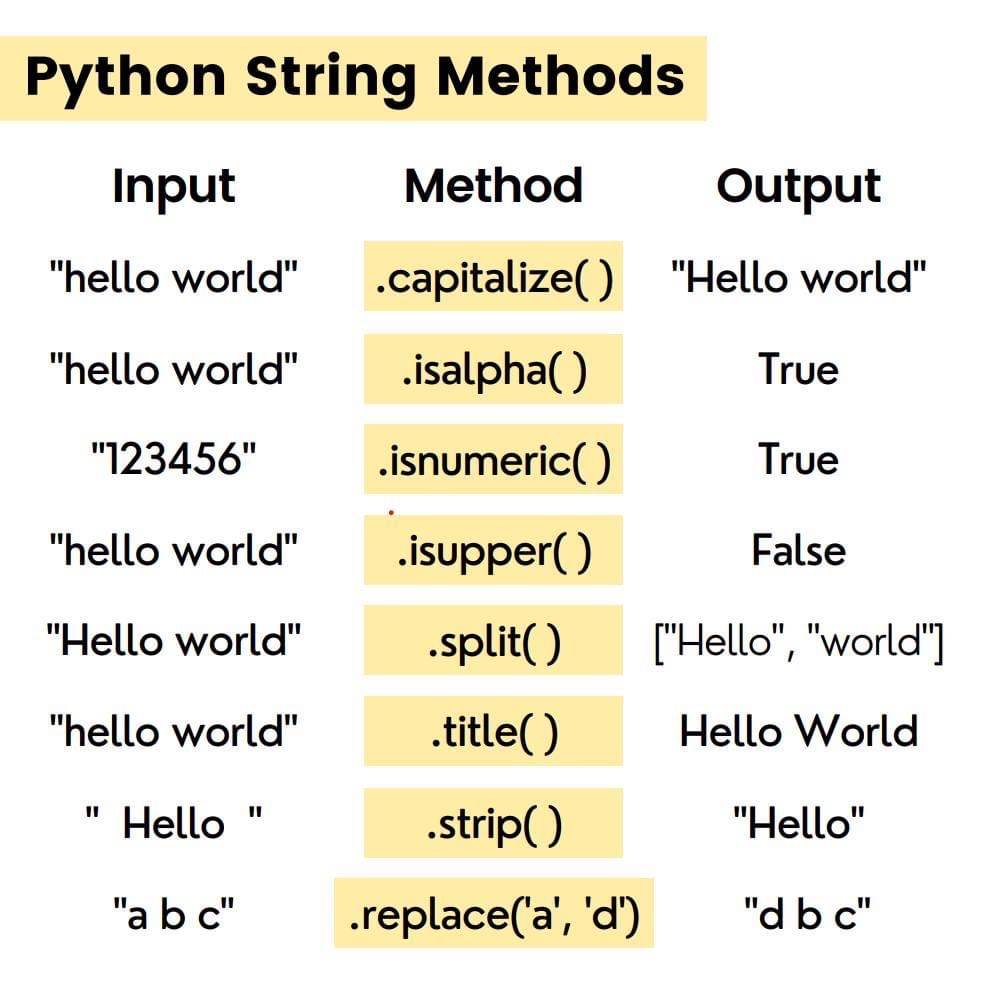 Python String Methods
Input Method Output
"hello world" .capitalize( ) "Hello world"
"hello world" .isalpha( ) True
"123456" .isnumeric( ) True
"hello world" .isupper( ) False
"Hello world" .split( ) ["Hello", "world"]
"hello world" .title( ) Hello World
"  Hello  " .strip( ) "Hello"
"a b c" .replace('a', 'd') "d b c"